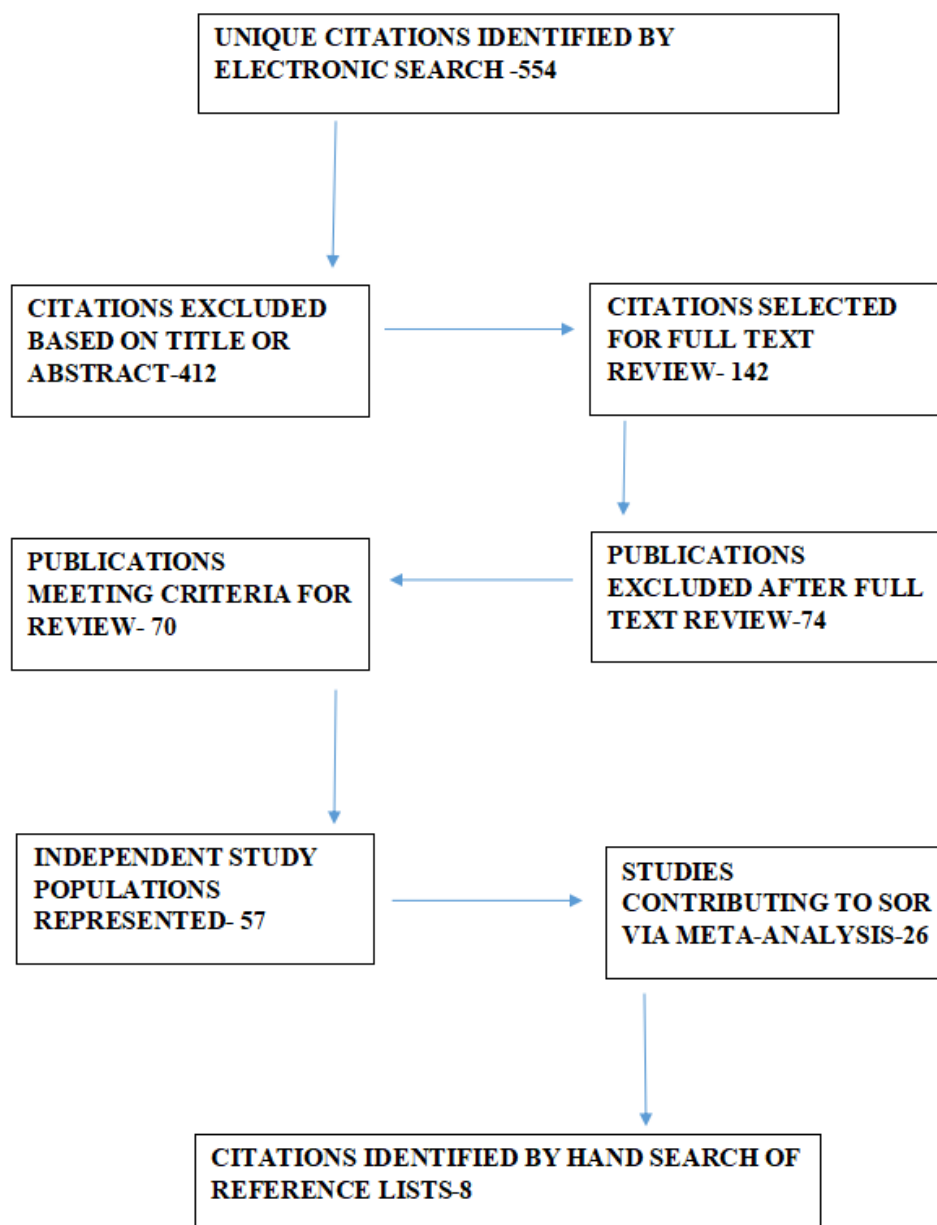 UNIQUE CITATIONS IDENTIFIED BY
ELECTRONIC SEARCH -554
CITATIONS EXCLUDED
BASED ON TITLE OR
ABSTRACT-412
CITATIONS SELECTED
FOR FULL TEXT
REVIEW- 142
PUBLICATIONS
EXCLUDED AFTER FULL
TEXT REVIEW-74
PUBLICATIONS
MEETING CRITERIA FOR
REVIEW- 70
INDEPENDENT STUDY
POPULATIONS
REPRESENTED- 57
STUDIES
CONTRIBUTING TO SOR
VIA META-ANALYSIS-26
CITATIONS IDENTIFIED BY HAND SEARCH OF
REFERENCE LISTS-8